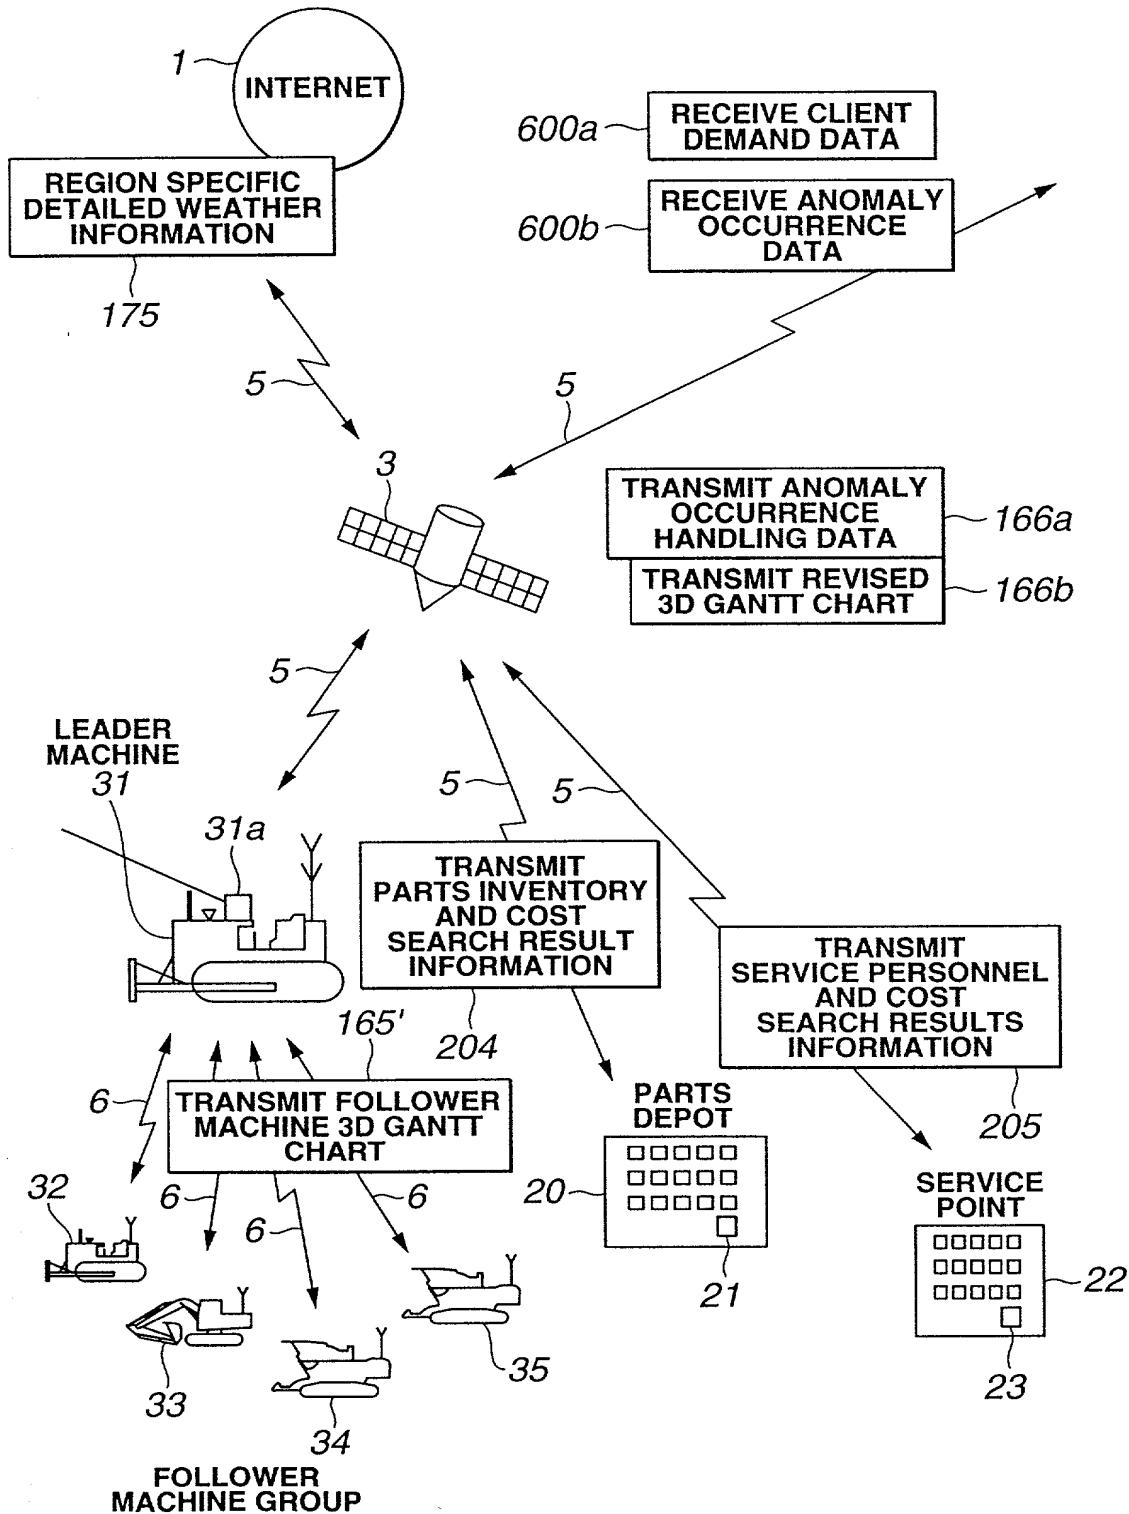 1
INTERNET
REGION SPECIFIC
DETAILED WEATHER
INFORMATION
175
600a
RECEIVE CLIENT
DEMAND DATA
600b
RECEIVE ANOMALY
OCCURRENCE
DATA
5
5
3
TRANSMIT ANOMALY
OCCURRENCE
HANDLING DATA
166a
TRANSMIT REVISED
3D GANTT CHART
166b
5
LEADER
MACHINE
31
31a
5
5
TRANSMIT
PARTS INVENTORY
AND COST
SEARCH RESULT
INFORMATION
204
TRANSMIT
SERVICE PERSONNEL
AND COST
SEARCH RESULTS
INFORMATION
205
165'
TRANSMIT FOLLOWER
MACHINE 3D GANTT
CHART
6
6
6
6
PARTS
DEPOT
20
21
SERVICE
POINT
22
23
32
33
34
35
FOLLOWER
MACHINE GROUP